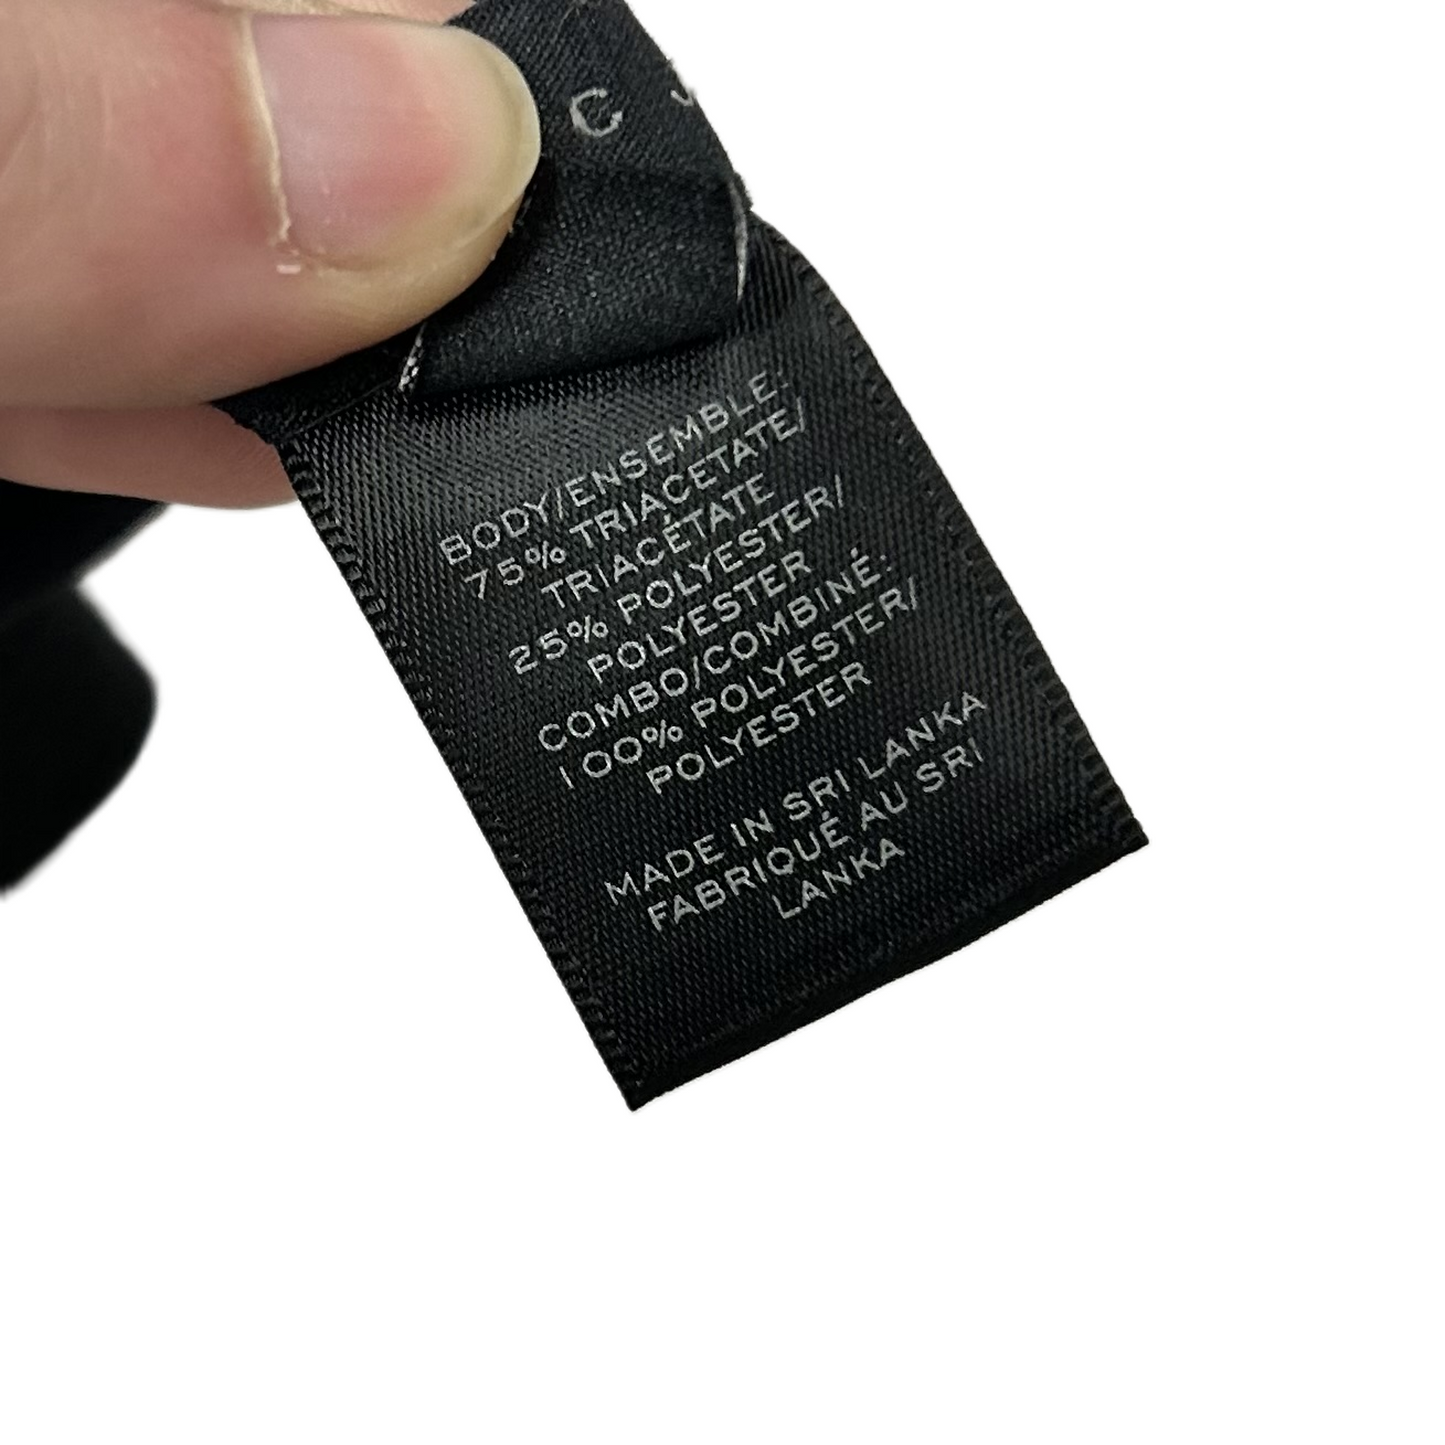 C
BODY/ENSEMBLE:
75% TRIACETATE/
TRIACÉTATE
25% POLYESTER/
POLYESTER
COMBO/COMBINÉ:
100% POLYESTER/
POLYESTER
MADE IN SRI LANKA
FABRIQUÉ AU SRI
LANKA